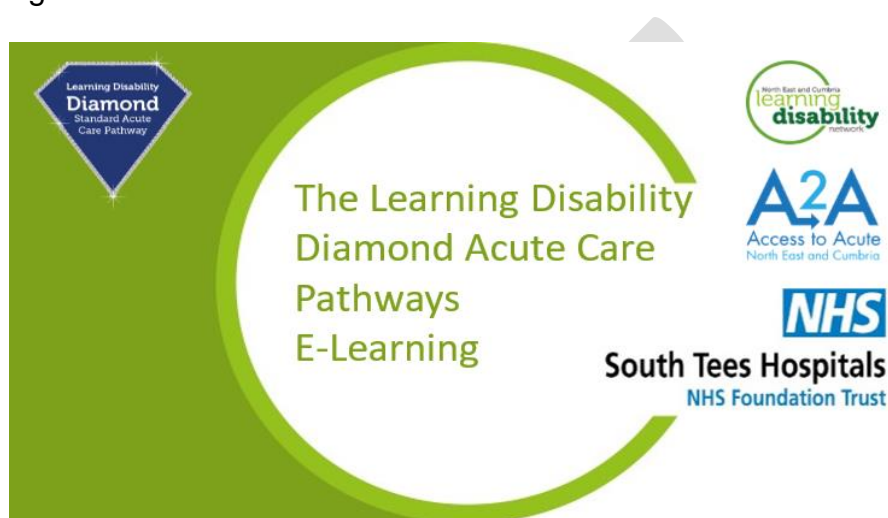 Learning Disability
Diamond
Standard Acute
Care Pathway
The Learning Disability
Diamond Acute Care
Pathways
E-Learning
North East and Cumbria
learning
disability
network
A2A
Access to Acute
North East and Cumbria
NHS
South Tees Hospitals
NHS Foundation Trust